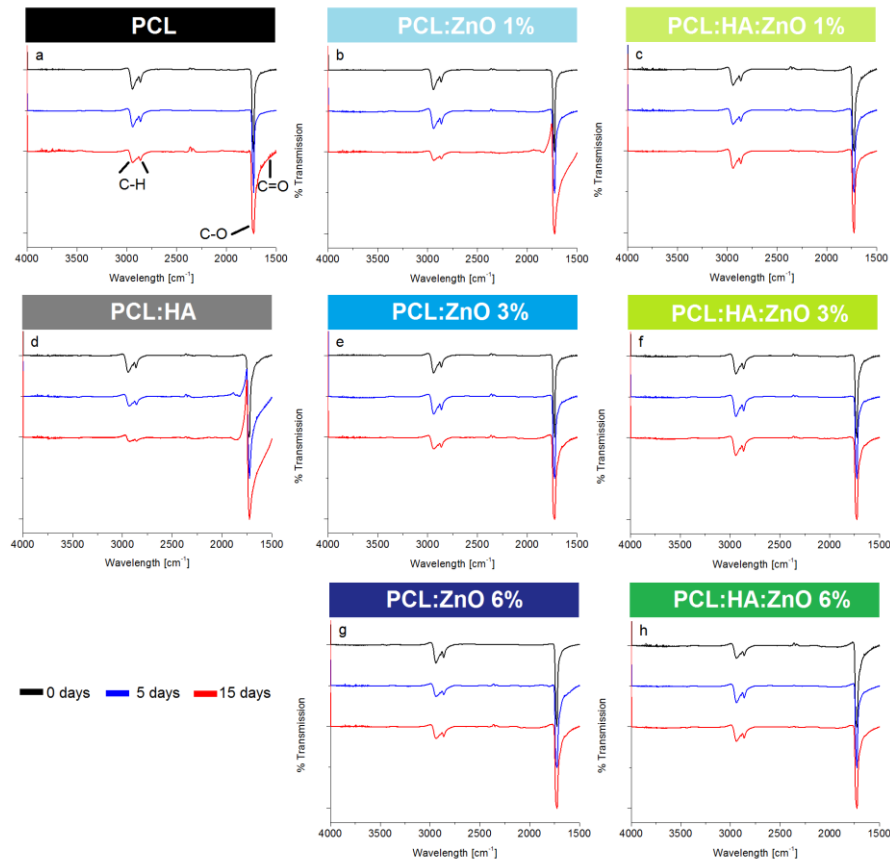 PCL
PCL:ZnO 1%
PCL:HA:ZnO 1%
a
C-H
C=O
C-O
4000 3500 3000 2500 2000 1500
Wavelength [cm⁻¹]
b
% Transmission
4000 3500 3000 2500 2000 1500
Wavelength [cm⁻¹]
c
% Transmission
4000 3500 3000 2500 2000 1500
Wavelength [cm⁻¹]
PCL:HA
PCL:ZnO 3%
PCL:HA:ZnO 3%
d
4000 3500 3000 2500 2000 1500
Wavelength [cm⁻¹]
e
% Transmission
4000 3500 3000 2500 2000 1500
Wavelength [cm⁻¹]
f
% Transmission
4000 3500 3000 2500 2000 1500
Wavelength [cm⁻¹]
PCL:ZnO 6%
PCL:HA:ZnO 6%
0 days 5 days 15 days
g
% Transmission
4000 3500 3000 2500 2000 1500
Wavelength [cm⁻¹]
h
% Transmission
4000 3500 3000 2500 2000 1500
Wavelength [cm⁻¹]